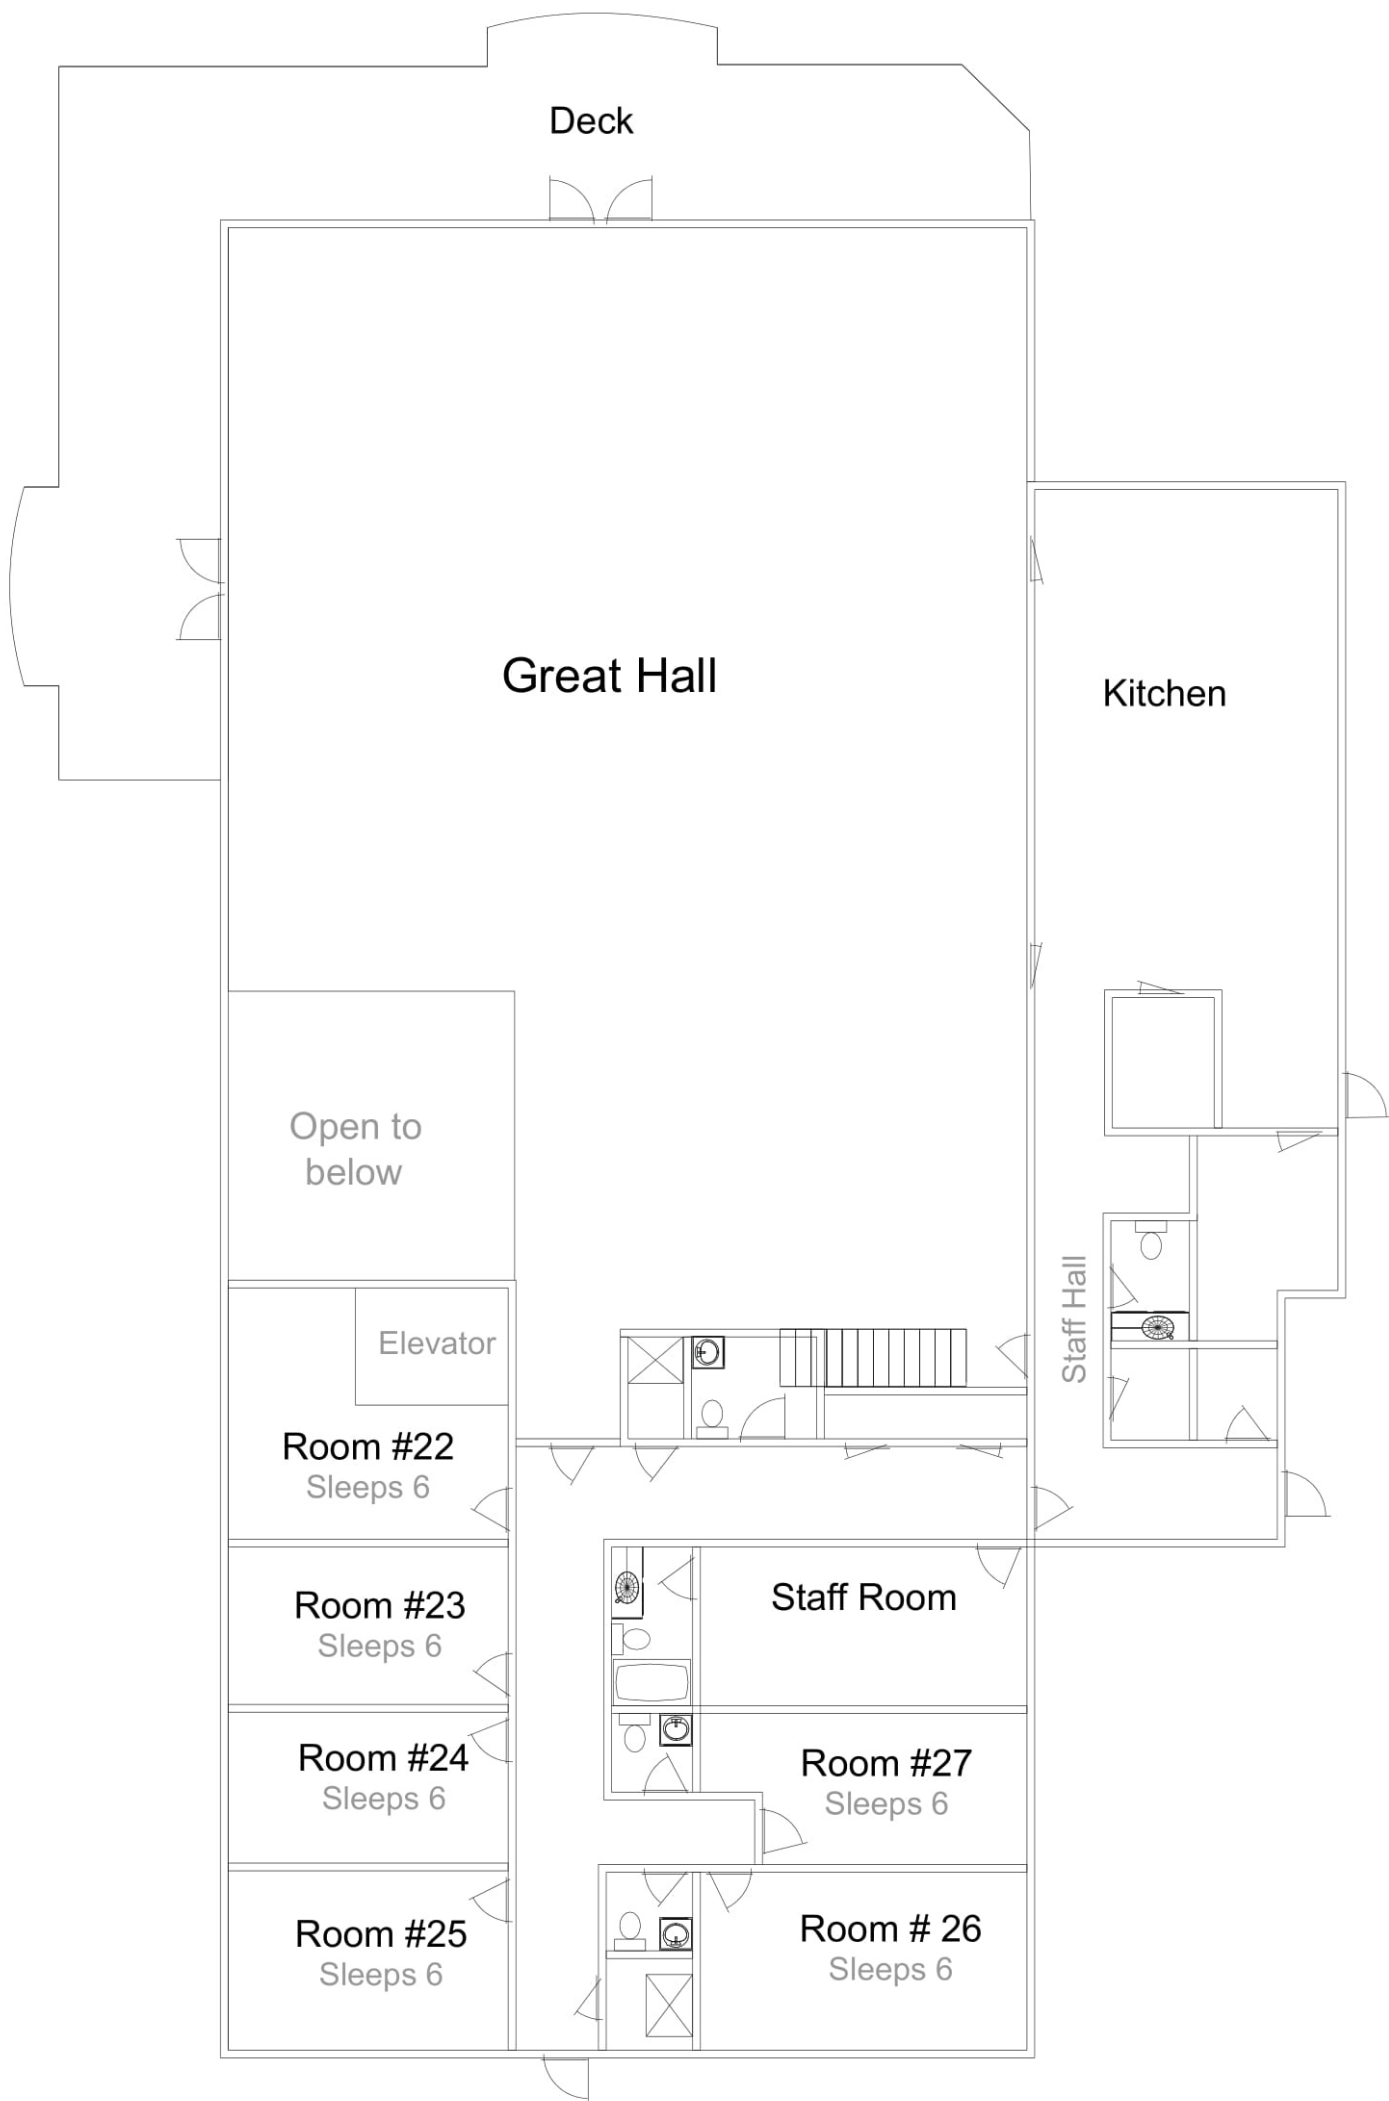 Deck
Great Hall
Kitchen
Open to
below
Staff Hall
Elevator
Room #22
Sleeps 6
Room #23
Sleeps 6
Staff Room
Room #24
Sleeps 6
Room #27
Sleeps 6
Room #25
Sleeps 6
Room # 26
Sleeps 6